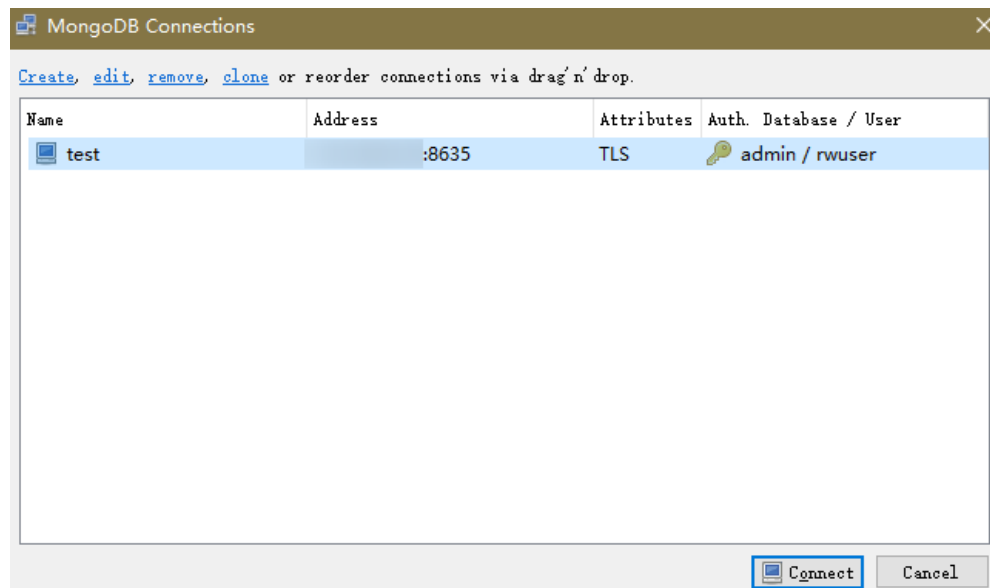 MongoDB Connections
Create, edit, remove, clone or reorder connections via drag'n'drop.
Name Address Attributes Auth. Database / User
test :8635 TLS admin / rwuser
Connect Cancel